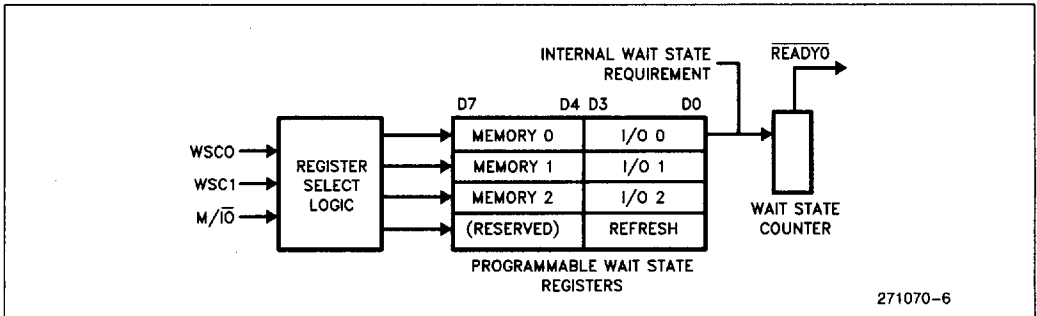 INTERNAL WAIT STATE
REQUIREMENT
READYO
D7 D4 D3 D0
WSC0
WSC1
M/IO
REGISTER
SELECT
LOGIC
MEMORY 0 I/O 0
MEMORY 1 I/O 1
MEMORY 2 I/O 2
(RESERVED) REFRESH
WAIT STATE
COUNTER
PROGRAMMABLE WAIT STATE
REGISTERS
271070-6